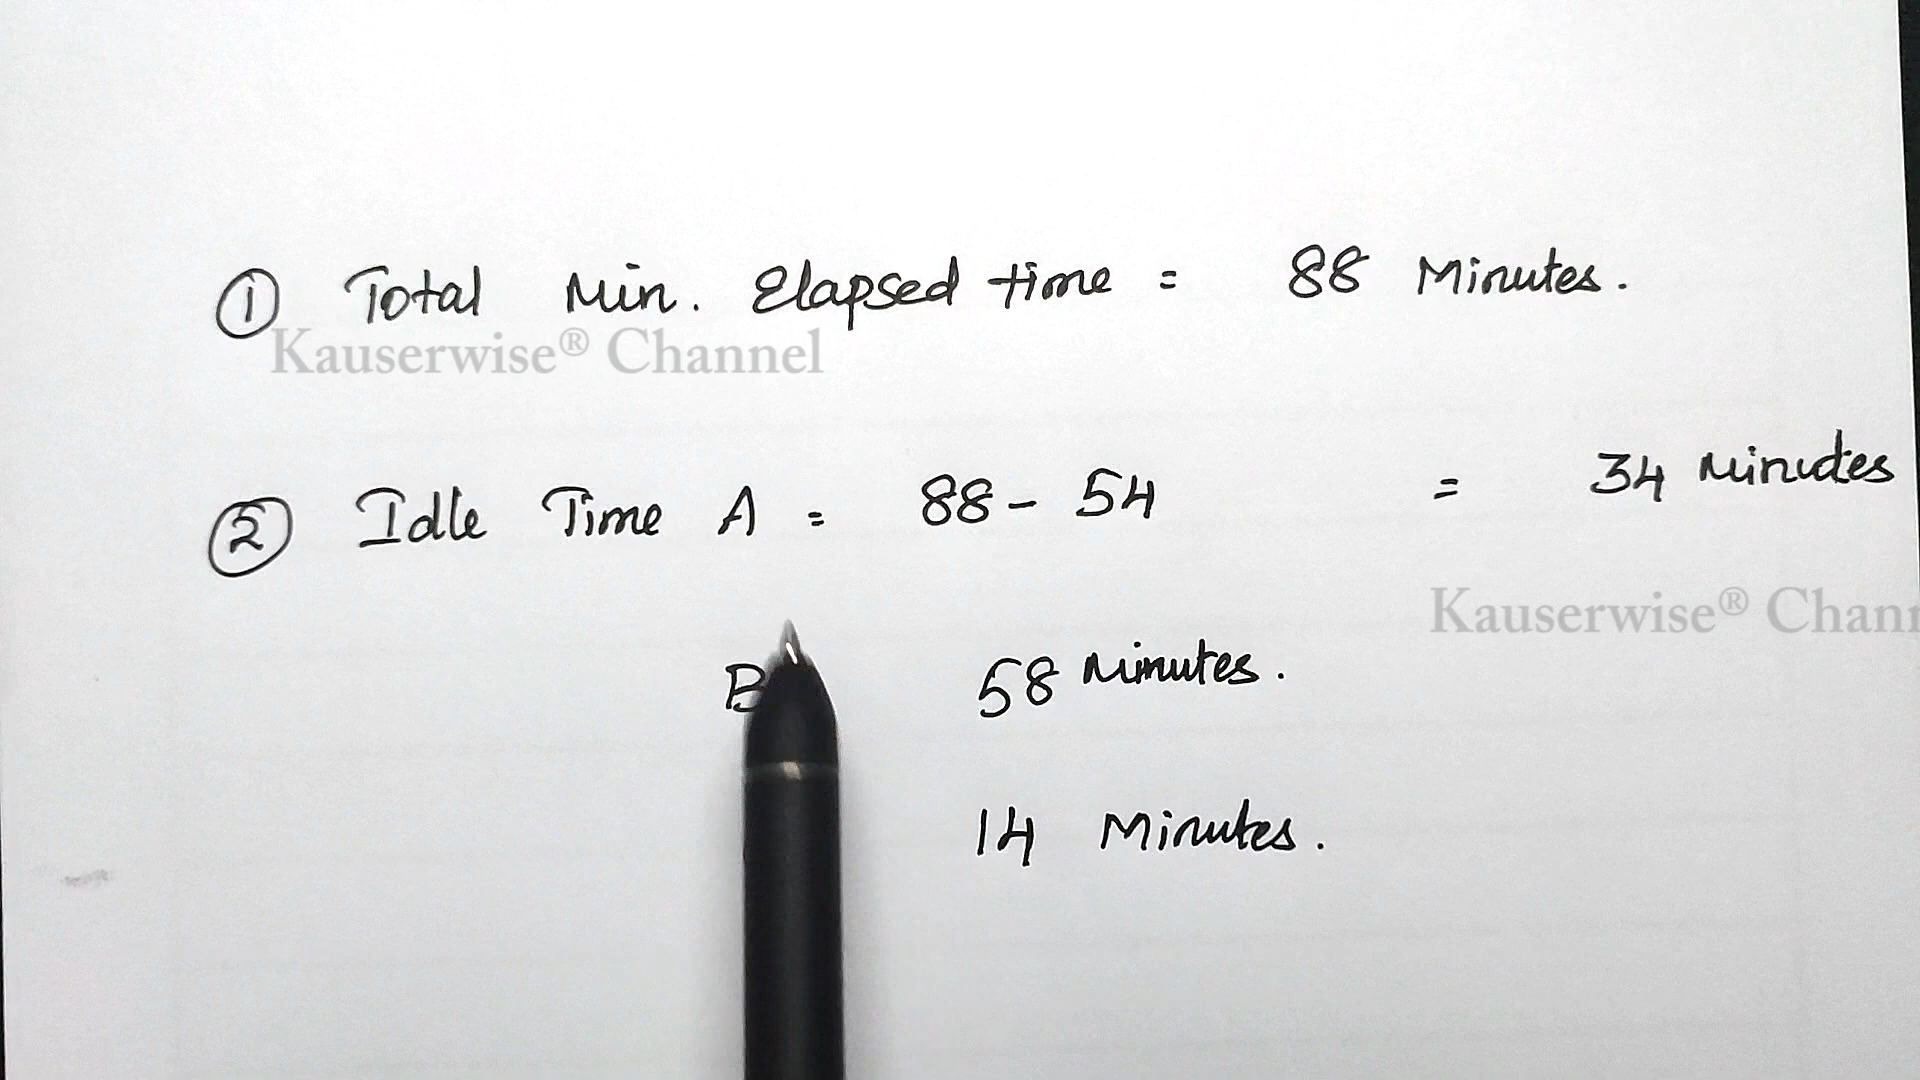 ① Total Min. Elapsed time = 88 Minutes.
Kauserwise® Channel
② Idle Time A = 88 - 54 = 34 Minutes
Kauserwise® Chann
B 58 Minutes.
14 Minutes.